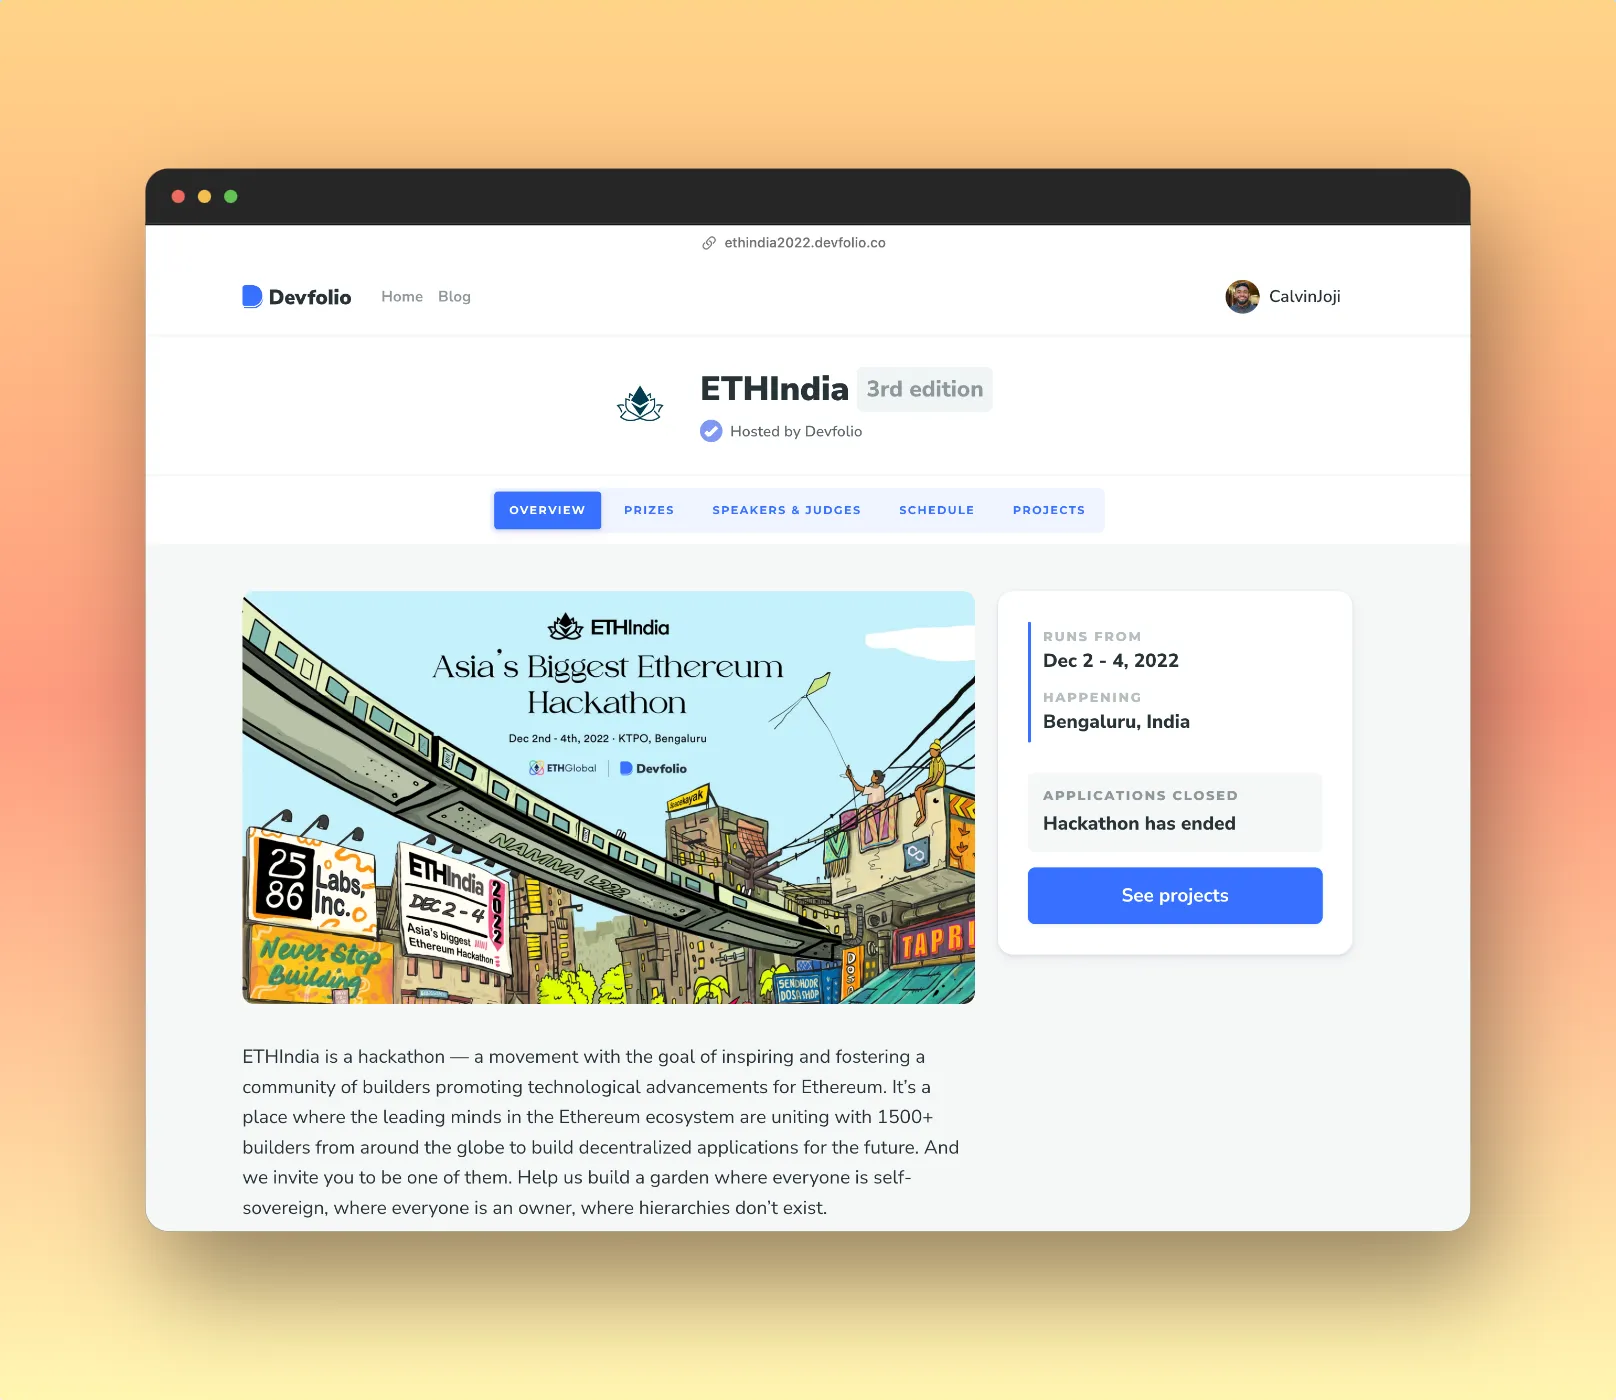 ethindia2022.devfolio.co
Devfolio
Home
Blog
CalvinJoji
ETHIndia
3rd edition
Hosted by Devfolio
OVERVIEW
PRIZES
SPEAKERS & JUDGES
SCHEDULE
PROJECTS
ETHIndia
Asia's Biggest Ethereum
Hackathon
Dec 2nd - 4th, 2022 · KTPO, Bengaluru
ETHGlobal
Devfolio
spacekayak
NAMMA L222
25
86
Labs,
Inc.
Never Stop
Building
ETHIndia
2022
DEC 2 - 4
Asia's biggest
Ethereum Hackathon
SENDHOOR
DOSA SHOP
TAPRI
RUNS FROM
Dec 2 - 4, 2022
HAPPENING
Bengaluru, India
APPLICATIONS CLOSED
Hackathon has ended
See projects
ETHIndia is a hackathon — a movement with the goal of inspiring and fostering a
community of builders promoting technological advancements for Ethereum. It's a
place where the leading minds in the Ethereum ecosystem are uniting with 1500+
builders from around the globe to build decentralized applications for the future. And
we invite you to be one of them. Help us build a garden where everyone is self-
sovereign, where everyone is an owner, where hierarchies don't exist.